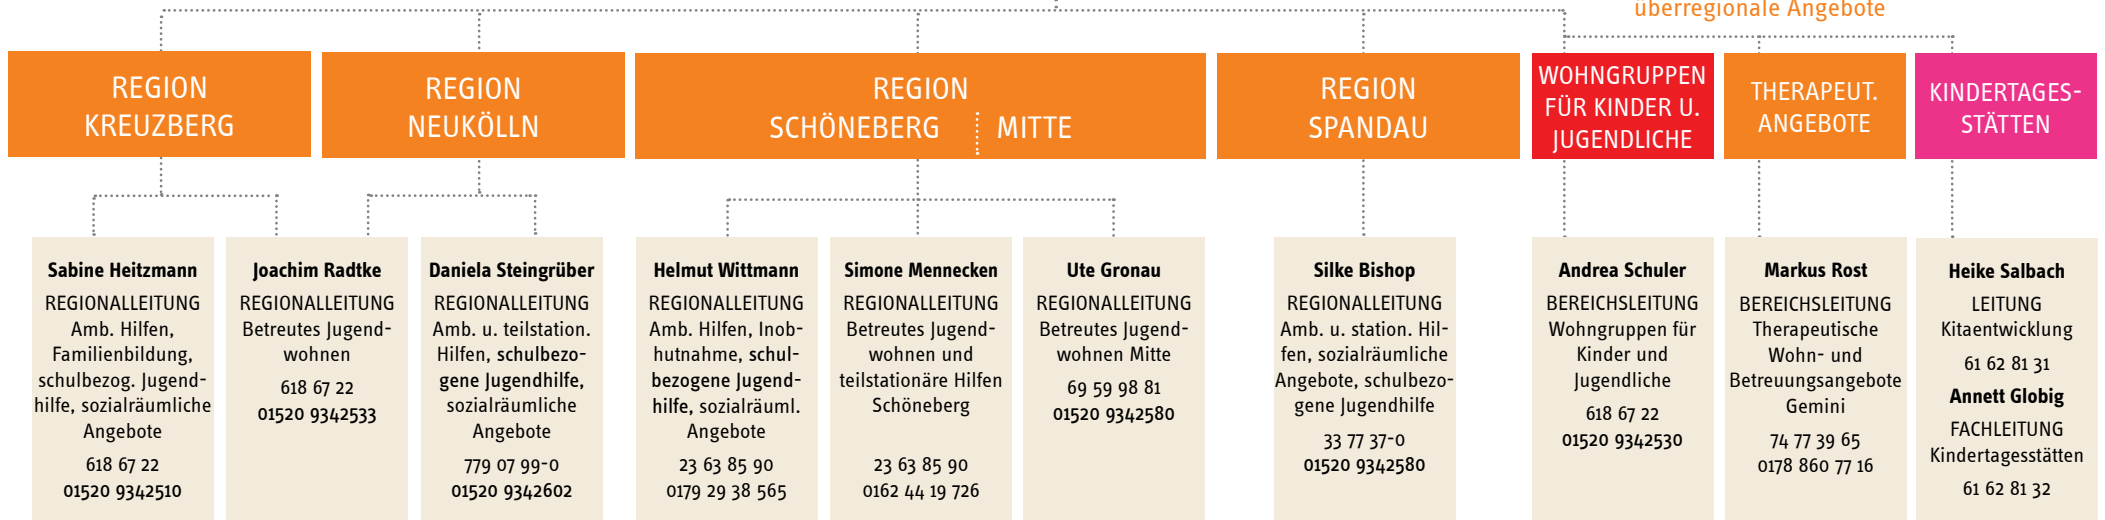 überregionale Angebote
REGION
KREUZBERG
REGION
NEUKÖLLN
REGION
SCHÖNEBERG MITTE
REGION
SPANDAU
WOHNGRUPPEN
FÜR KINDER U.
JUGENDLICHE
THERAPEUT.
ANGEBOTE
KINDERTAGES-
STÄTTEN
Sabine Heitzmann
REGIONALLEITUNG
Amb. Hilfen,
Familienbildung,
schulbezog. Jugend-
hilfe, sozialräumliche
Angebote
618 67 22
01520 9342510
Joachim Radtke
REGIONALLEITUNG
Betreutes Jugend-
wohnen
618 67 22
01520 9342533
Daniela Steingrüber
REGIONALLEITUNG
Amb. u. teilstation.
Hilfen, schulbezo-
gene Jugendhilfe,
sozialräumliche
Angebote
779 07 99-0
01520 9342602
Helmut Wittmann
REGIONALLEITUNG
Amb. Hilfen, Inob-
hutnahme, schul-
bezogene Jugend-
hilfe, sozialräuml.
Angebote
23 63 85 90
0179 29 38 565
Simone Mennecken
REGIONALLEITUNG
Betreutes Jugend-
wohnen und
teilstationäre Hilfen
Schöneberg
23 63 85 90
0162 44 19 726
Ute Gronau
REGIONALLEITUNG
Betreutes Jugend-
wohnen Mitte
69 59 98 81
01520 9342580
Silke Bishop
REGIONALLEITUNG
Amb. u. station. Hil-
fen, sozialräumliche
Angebote, schulbezo-
gene Jugendhilfe
33 77 37-0
01520 9342580
Andrea Schuler
BEREICHSLEITUNG
Wohngruppen für
Kinder und
Jugendliche
618 67 22
01520 9342530
Markus Rost
BEREICHSLEITUNG
Therapeutische
Wohn- und
Betreuungsangebote
Gemini
74 77 39 65
0178 860 77 16
Heike Salbach
LEITUNG
Kitaentwicklung
61 62 81 31
Annett Globig
FACHLEITUNG
Kindertagesstätten
61 62 81 32